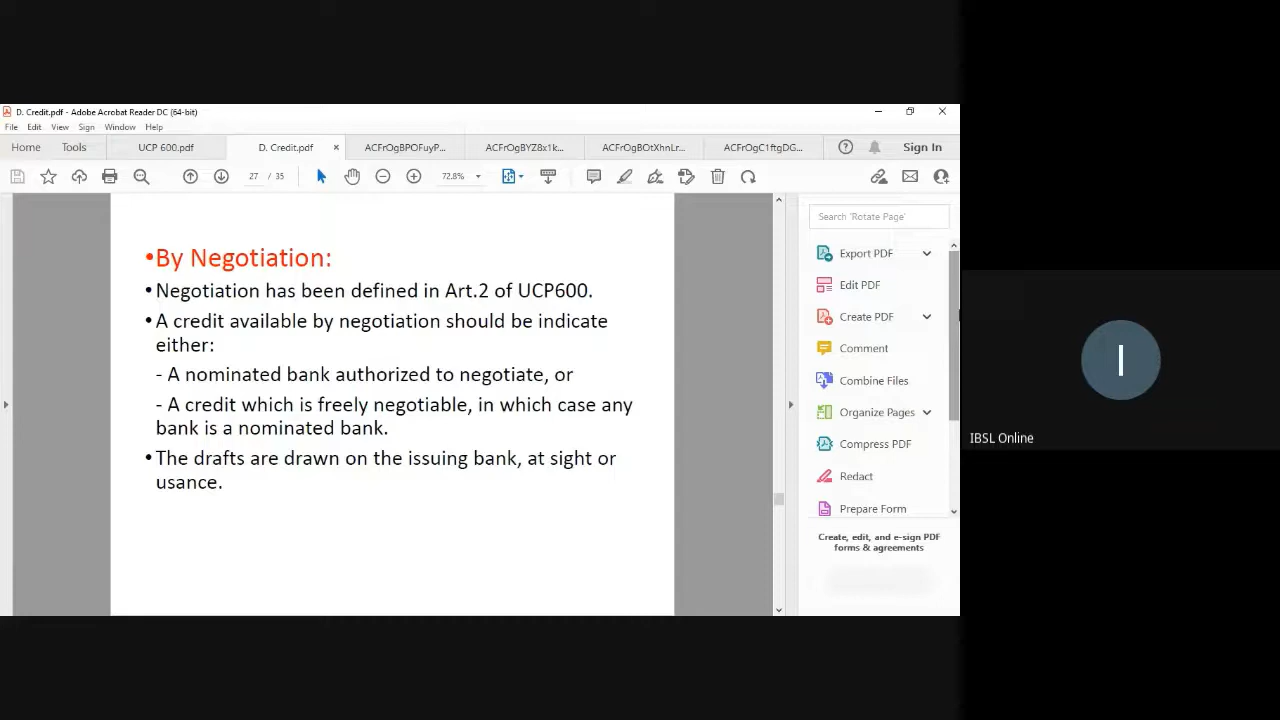 D. Credit.pdf - Adobe Acrobat Reader DC (64-bit)
File Edit View Sign Window Help
Home Tools UCP 600.pdf D. Credit.pdf × ACFrOgBPOFuyP... ACFrOgBYZ8x1k... ACFrOgBOtXhnLr... ACFrOgC1ftgDG... Sign In
27 / 35 72.8%
•By Negotiation:
•Negotiation has been defined in Art.2 of UCP600.
•A credit available by negotiation should be indicate
either:
- A nominated bank authorized to negotiate, or
- A credit which is freely negotiable, in which case any
bank is a nominated bank.
•The drafts are drawn on the issuing bank, at sight or
usance.
Search 'Rotate Page'
Export PDF
Edit PDF
Create PDF
Comment
Combine Files
Organize Pages
Compress PDF
Redact
Prepare Form
Create, edit, and e-sign PDF
forms & agreements
I
IBSL Online